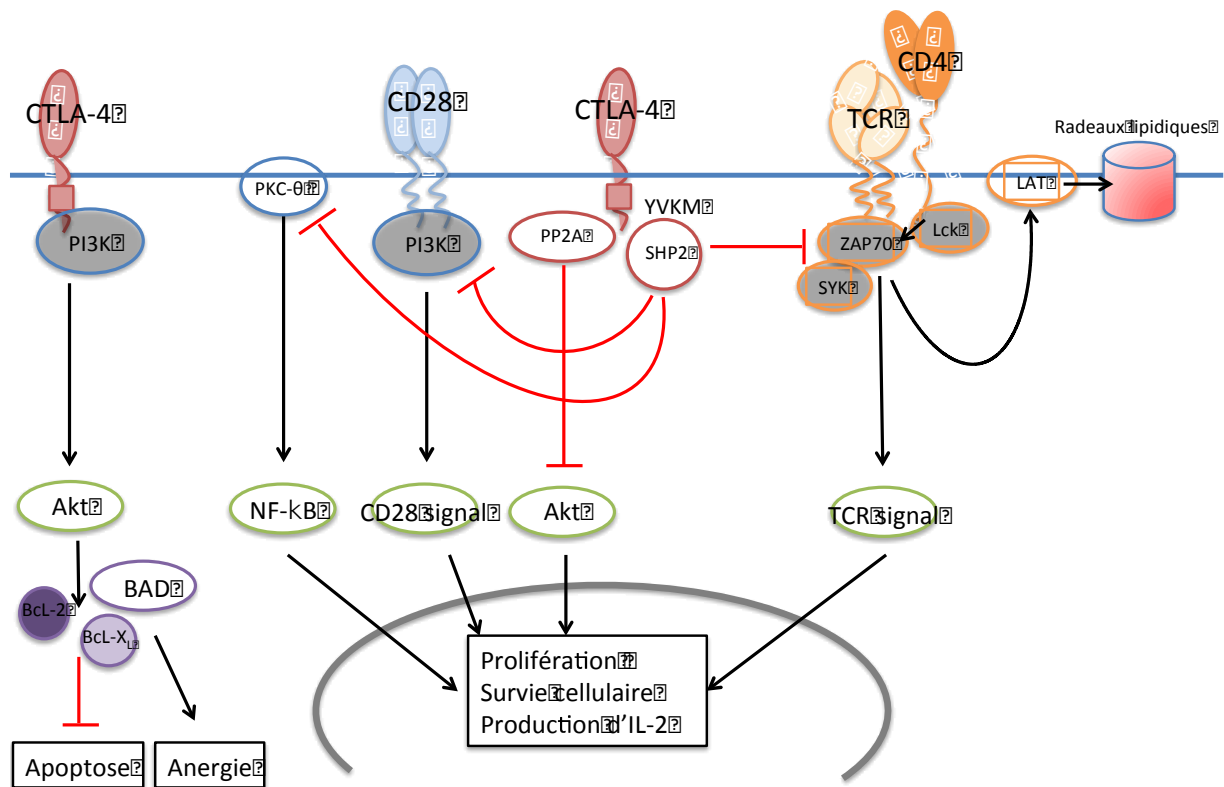 CTLA-4
CD28
CTLA-4
CD4
TCR
Radeaux lipidiques
PKC-θ
LAT
YVKM
PI3K
PI3K
PP2A
SHP2
ZAP70
Lck
SYK
Akt
NF-kB
CD28 signal
Akt
TCR signal
BAD
BcL-2
BcL-XL
Prolifération
Survie cellulaire
Production d'IL-2
Apoptose
Anergie